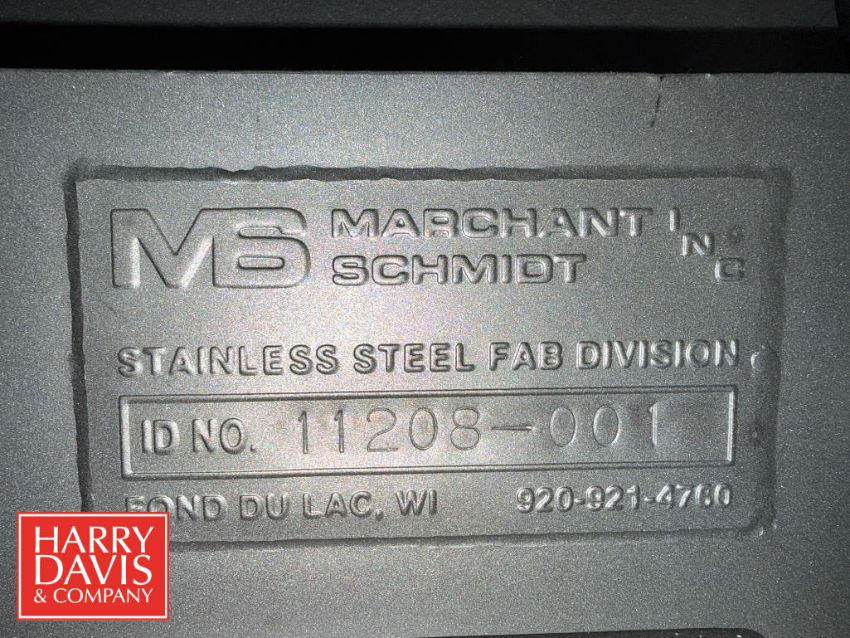 MS MARCHANT INC
SCHMIDT
STAINLESS STEEL FAB DIVISION
ID NO. 11208-001
FOND DU LAC, WI 920-921-4760
HARRY
DAVIS
& COMPANY